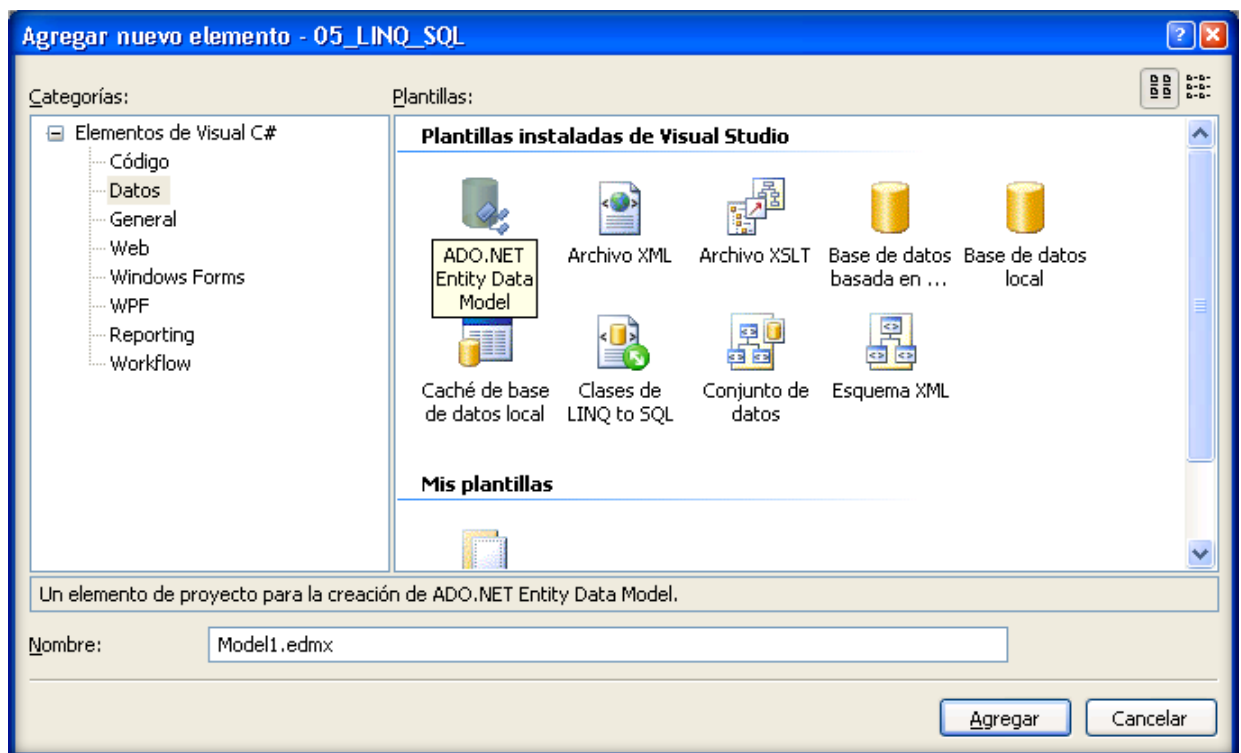 Agregar nuevo elemento - 05_LINQ_SQL
Categorías:
Plantillas:
Elementos de Visual C#
Código
Datos
General
Web
Windows Forms
WPF
Reporting
Workflow
Plantillas instaladas de Visual Studio
ADO.NET
Entity Data
Model
Archivo XML
Archivo XSLT
Base de datos
basada en ...
Base de datos
local
Caché de base
de datos local
Clases de
LINQ to SQL
Conjunto de
datos
Esquema XML
Mis plantillas
Un elemento de proyecto para la creación de ADO.NET Entity Data Model.
Nombre:
Model1.edmx
Agregar
Cancelar